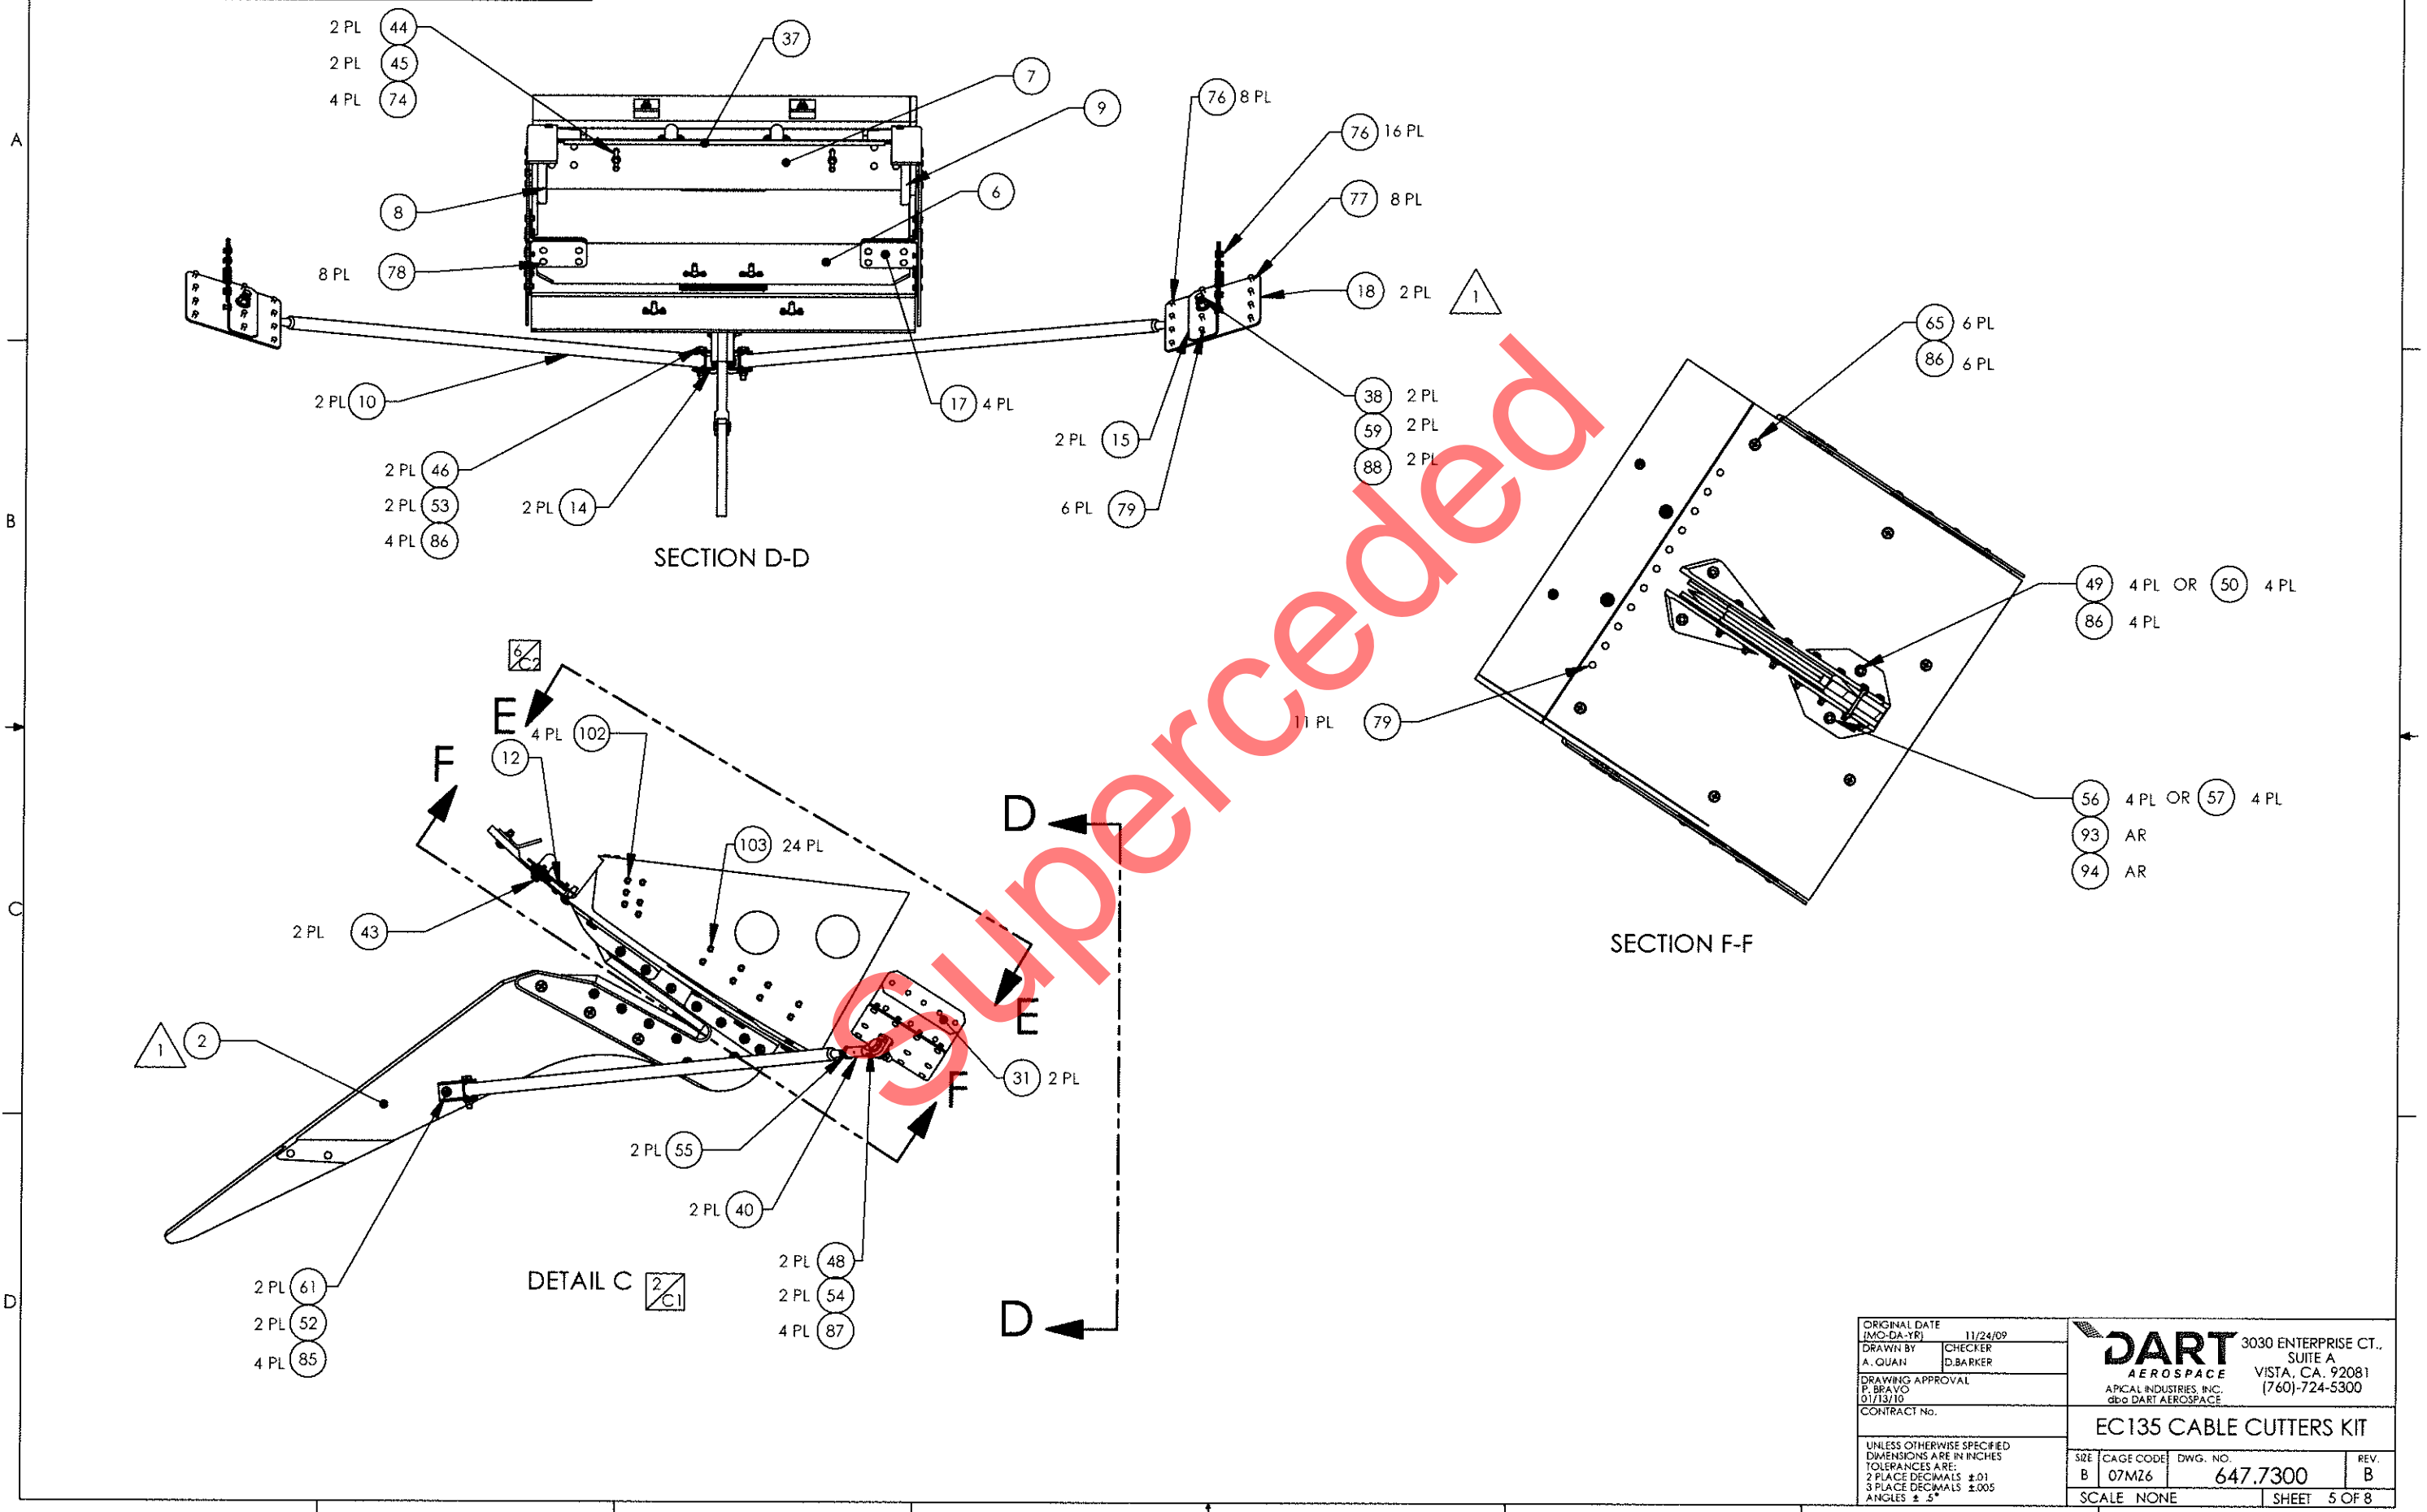 2 PL 44
2 PL 45
4 PL 74
37
7
9
8
6
8 PL 78
2 PL 10
2 PL 46
2 PL 53
4 PL 86
2 PL 14
17 4 PL
76 8 PL
76 16 PL
77 8 PL
18 2 PL
1
38 2 PL
59 2 PL
88 2 PL
2 PL 15
6 PL 79
SECTION D-D
65 6 PL
86 6 PL
49 4 PL OR 50 4 PL
86 4 PL
11 PL 79
56 4 PL OR 57 4 PL
93 AR
94 AR
SECTION F-F
6
C2
E
4 PL 102
12
F
103 24 PL
D
2 PL 43
E
1
2
31 2 PL
F
2 PL 55
2 PL 40
2 PL 48
2 PL 54
4 PL 87
2 PL 61
2 PL 52
4 PL 85
DETAIL C
2
C1
D
Superceded
A
B
C
D
ORIGINAL DATE
(MO-DA-YR) 11/24/09
DRAWN BY
A. QUAN
CHECKER
D.BARKER
DRAWING APPROVAL
P. BRAVO
01/13/10
CONTRACT No.
UNLESS OTHERWISE SPECIFIED
DIMENSIONS ARE IN INCHES
TOLERANCES ARE:
2 PLACE DECIMALS ±.01
3 PLACE DECIMALS ±.005
ANGLES ± .5°
DART
AEROSPACE
APICAL INDUSTRIES, INC.
dba DART AEROSPACE
3030 ENTERPRISE CT.,
SUITE A
VISTA, CA. 92081
(760)-724-5300
EC135 CABLE CUTTERS KIT
SIZE
B
CAGE CODE
07MZ6
DWG. NO.
647.7300
REV.
B
SCALE NONE
SHEET 5 OF 8